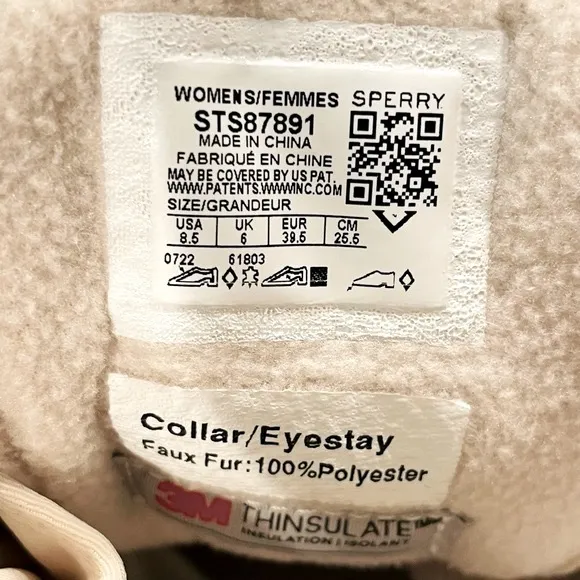 WOMENS/FEMMES SPERRY
STS87891
MADE IN CHINA
FABRIQUÉ EN CHINE
MAY BE COVERED BY US PAT.
WWW.PATENTS.WWWINC.COM
SIZE/GRANDEUR
USA UK EUR CM
8.5 6 39.5 25.5
0722 61803
Collar/Eyestay
Faux Fur:100%Polyester
3M THINSULATE™
INSULATION | ISOLANT